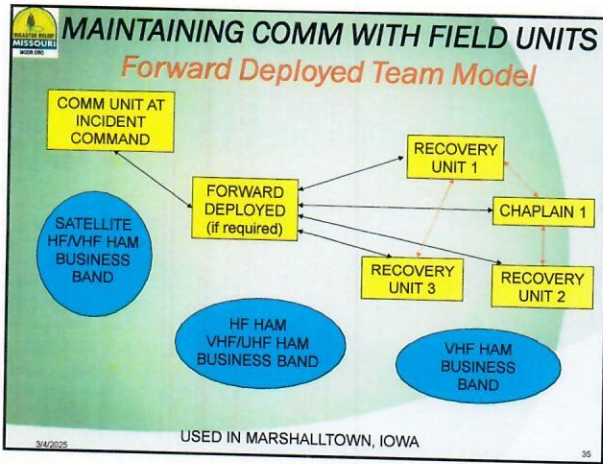 DISASTER RELIEF
MISSOURI
MODR.ORG
MAINTAINING COMM WITH FIELD UNITS
Forward Deployed Team Model
COMM UNIT AT
INCIDENT
COMMAND
RECOVERY
UNIT 1
FORWARD
DEPLOYED
(if required)
CHAPLAIN 1
SATELLITE
HF/VHF HAM
BUSINESS
BAND
RECOVERY
UNIT 3
RECOVERY
UNIT 2
HF HAM
VHF/UHF HAM
BUSINESS BAND
VHF HAM
BUSINESS
BAND
3/4/2025
USED IN MARSHALLTOWN, IOWA
35